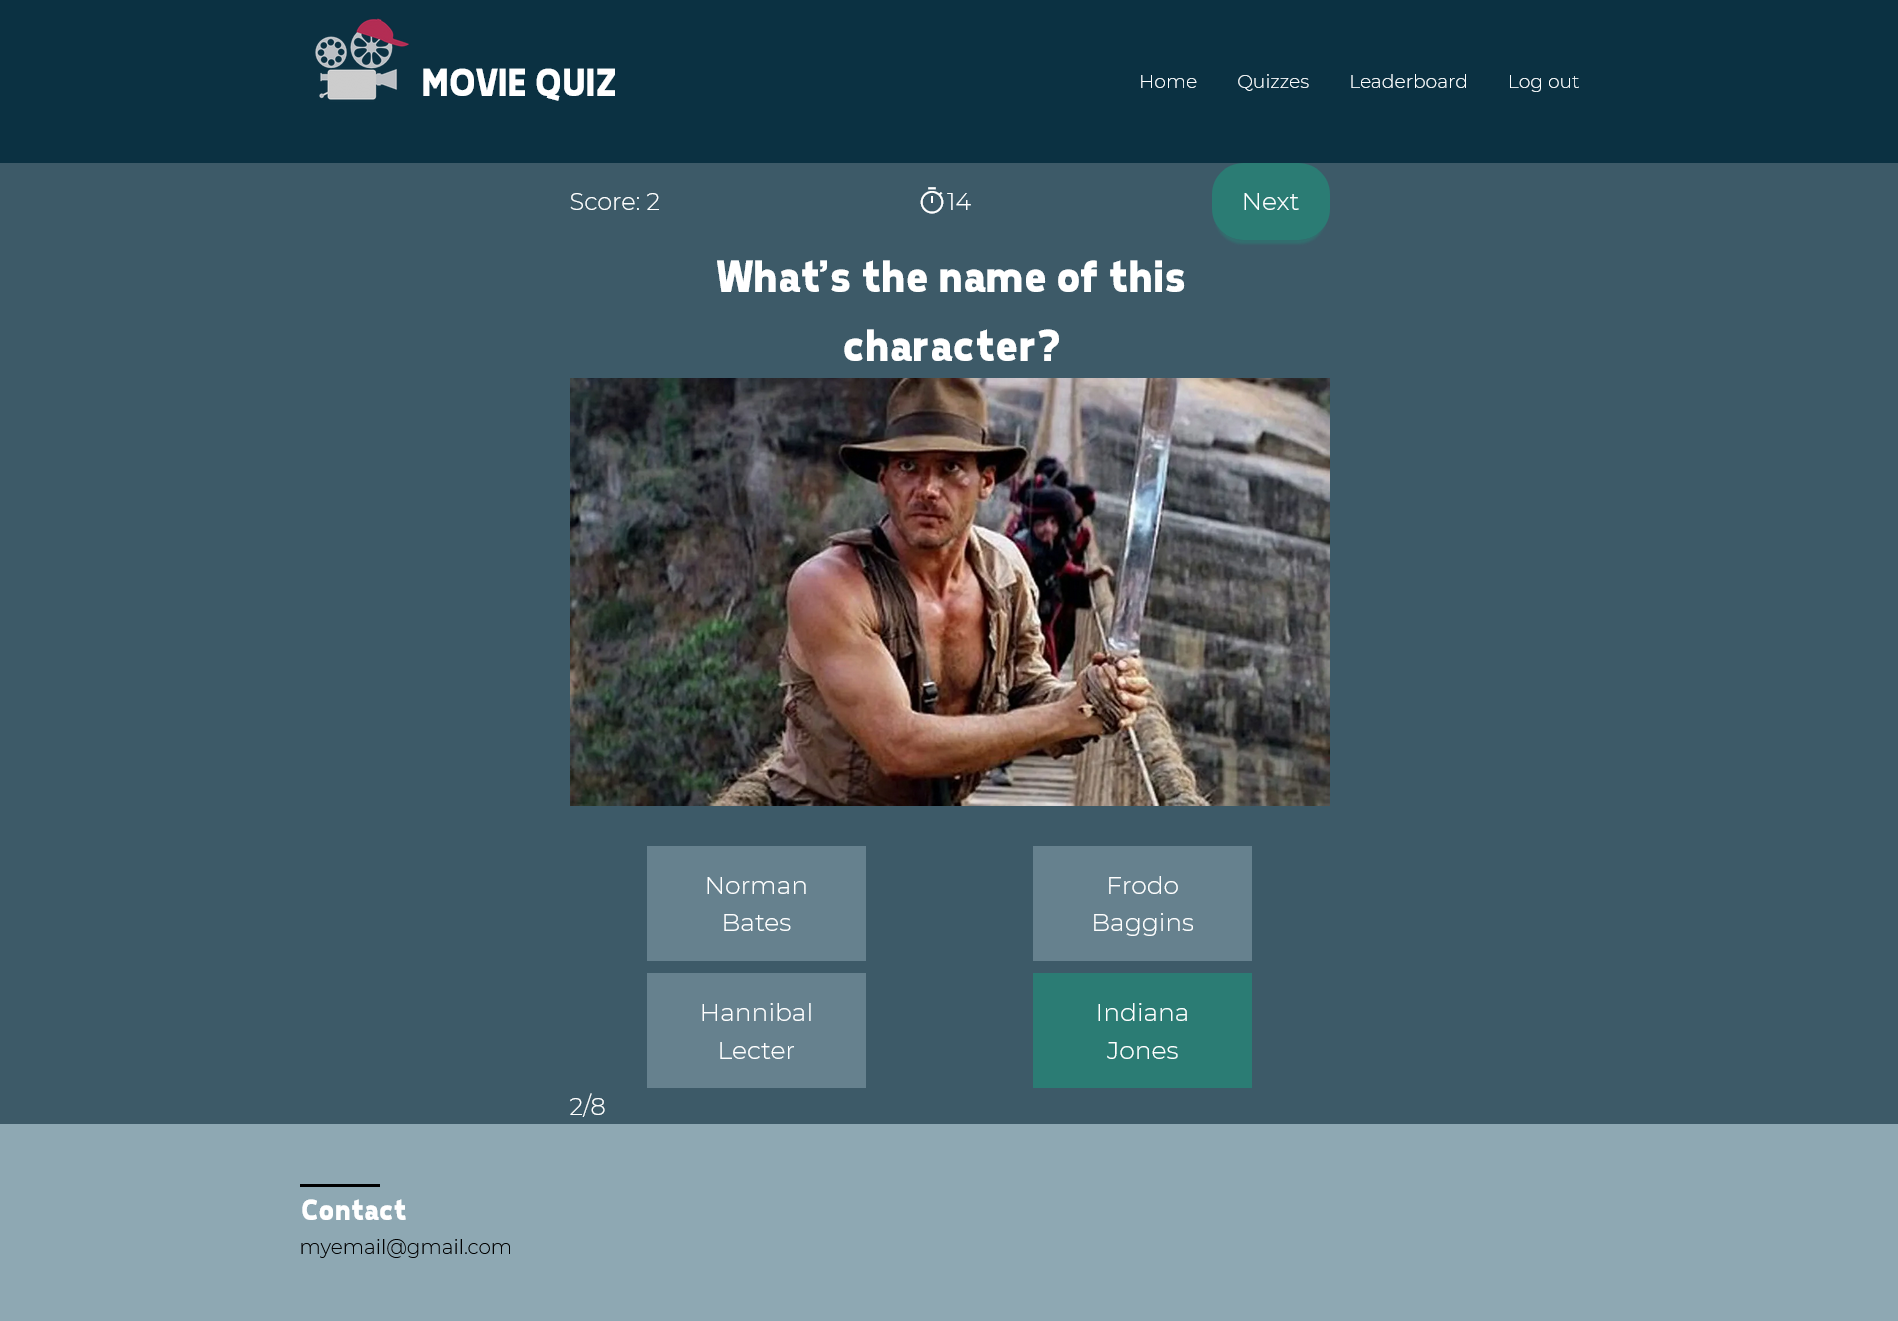 MOVIE QUIZ
Home Quizzes Leaderboard Log out
Score: 2 14 Next
What's the name of this
character?
Norman
Bates
Frodo
Baggins
Hannibal
Lecter
Indiana
Jones
2/8
Contact
myemail@gmail.com